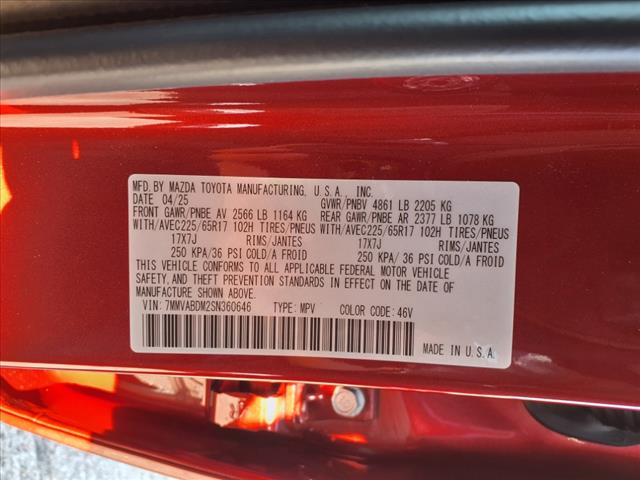 MFD. BY MAZDA TOYOTA MANUFACTURING, U.S.A., INC.
DATE 04/25 GVWR/PNBV 4861 LB 2205 KG
FRONT GAWR/PNBE AV 2566 LB 1164 KG REAR GAWR/PNBE AR 2377 LB 1078 KG
WITH/AVEC225/65R17 102H TIRES/PNEUS WITH/AVEC225/65R17 102H TIRES/PNEUS
17X7J RIMS/JANTES 17X7J RIMS/JANTES
250 KPA/36 PSI COLD/A FROID 250 KPA/ 36 PSI COLD/A FROID
THIS VEHICLE CONFORMS TO ALL APPLICABLE FEDERAL MOTOR VEHICLE
SAFETY, AND THEFT PREVENTION STANDARDS IN EFFECT ON THE DATE OF
MANUFACTURE SHOWN ABOVE.
VIN: 7MMVABDM2SN360646 TYPE: MPV COLOR CODE: 46V
MADE IN U.S.A.